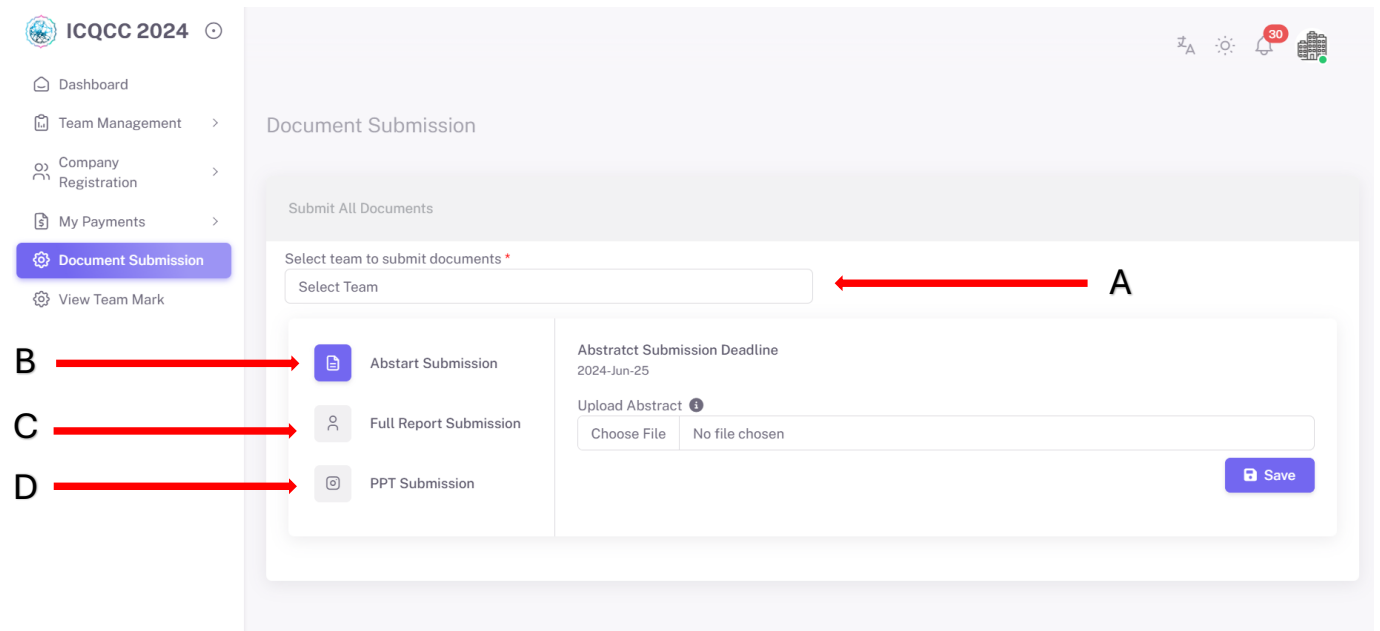 ICQCC 2024
30
Dashboard
Team Management
Company
Registration
My Payments
Document Submission
View Team Mark
Document Submission
Submit All Documents
Select team to submit documents *
Select Team
A
B
Abstart Submission
C
Full Report Submission
D
PPT Submission
Abstratct Submission Deadline
2024-Jun-25
Upload Abstract
Choose File No file chosen
Save